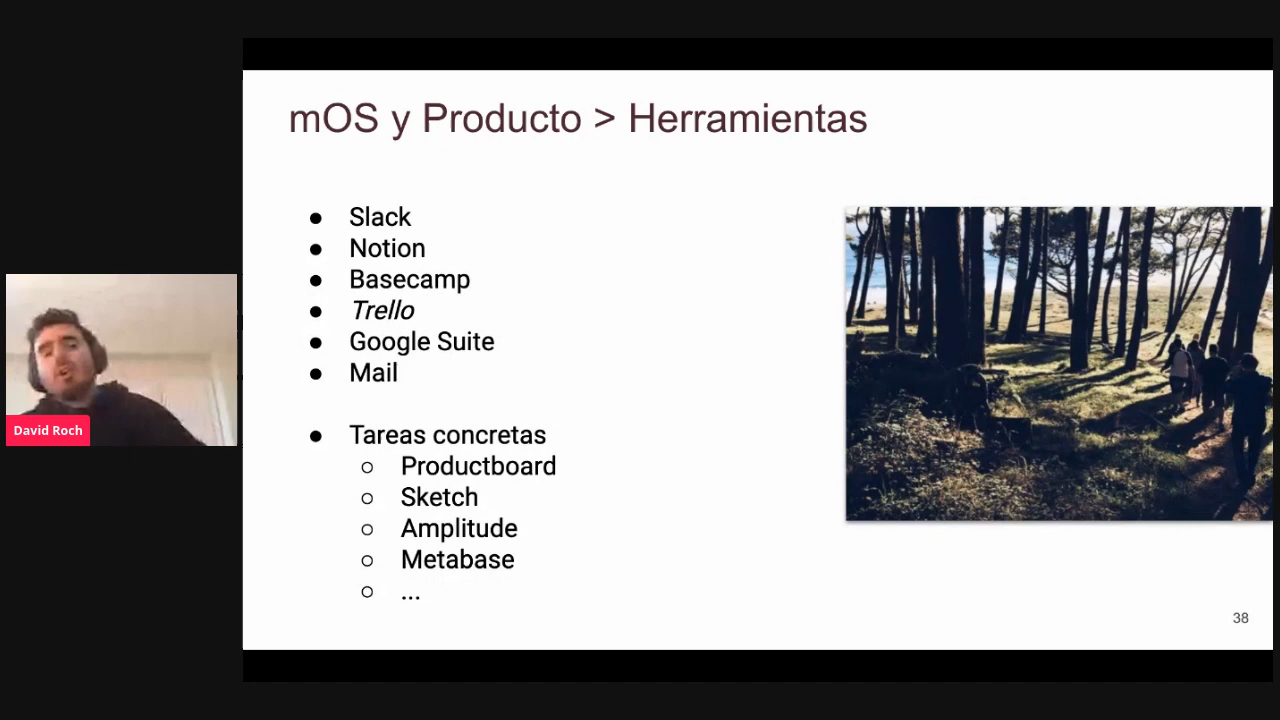 mOS y Producto > Herramientas
● Slack
● Notion
● Basecamp
● Trello
● Google Suite
● Mail
● Tareas concretas
○ Productboard
○ Sketch
○ Amplitude
○ Metabase
○ ...
David Roch
38